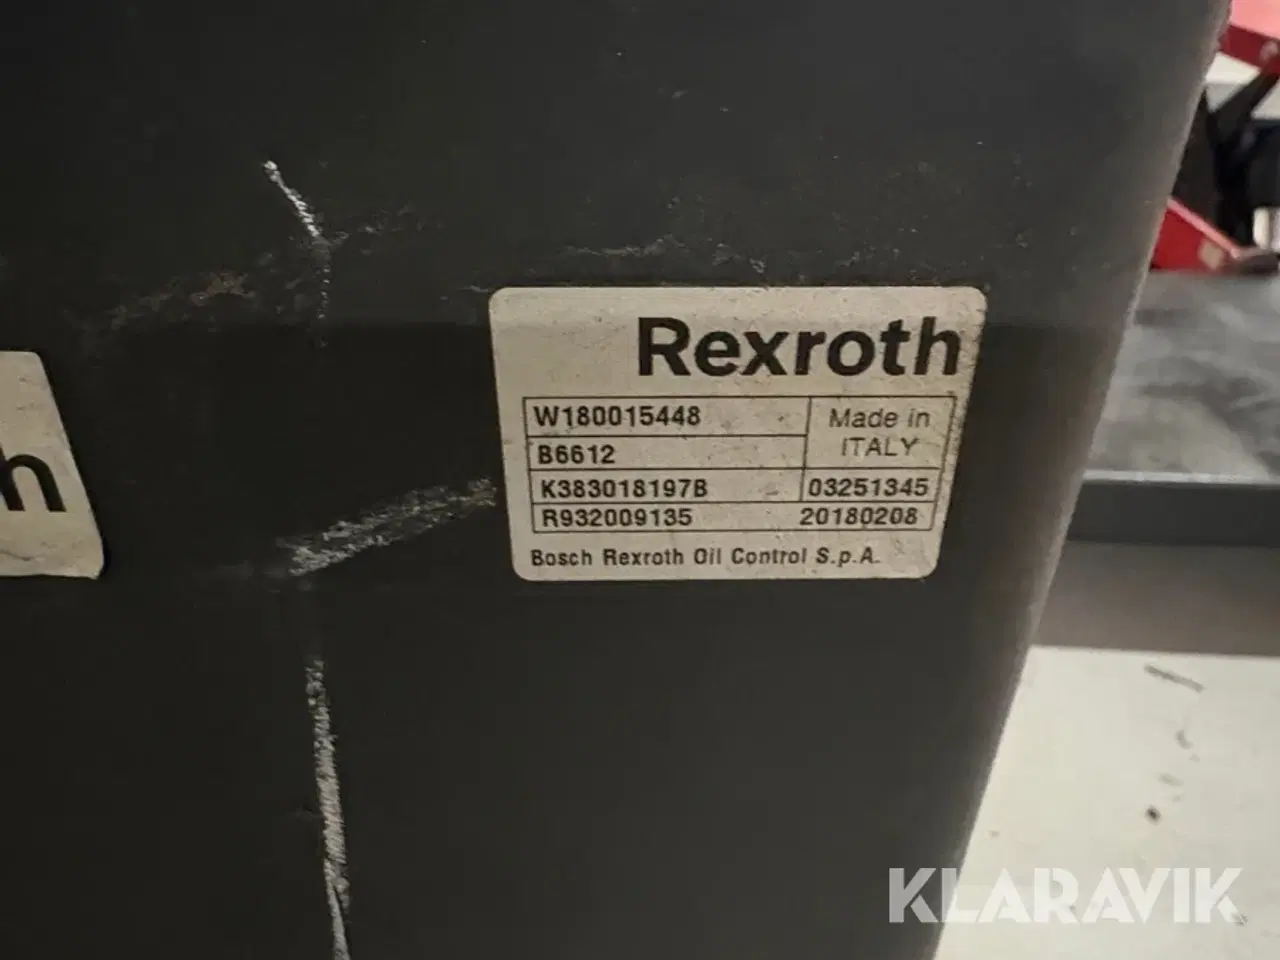 Rexroth
W180015448
Made in
ITALY
B6612
K383018197B 03251345
R932009135 20180208
Bosch Rexroth Oil Control S.p.A.
h
KLARAVIK